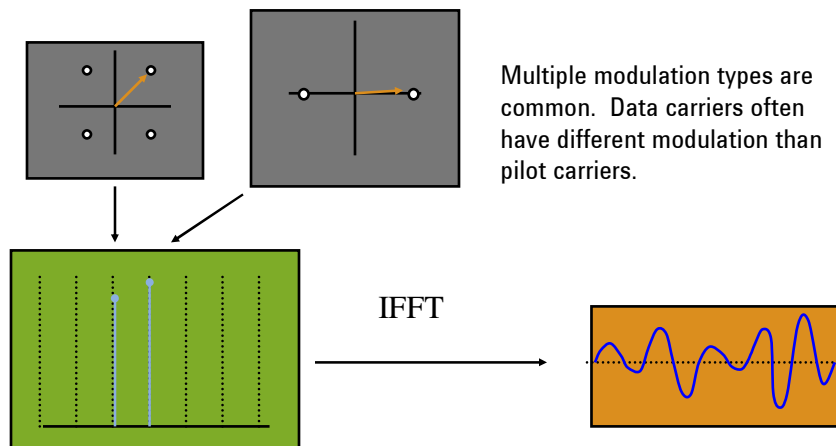 Multiple modulation types are
common.  Data carriers often
have different modulation than
pilot carriers.
IFFT